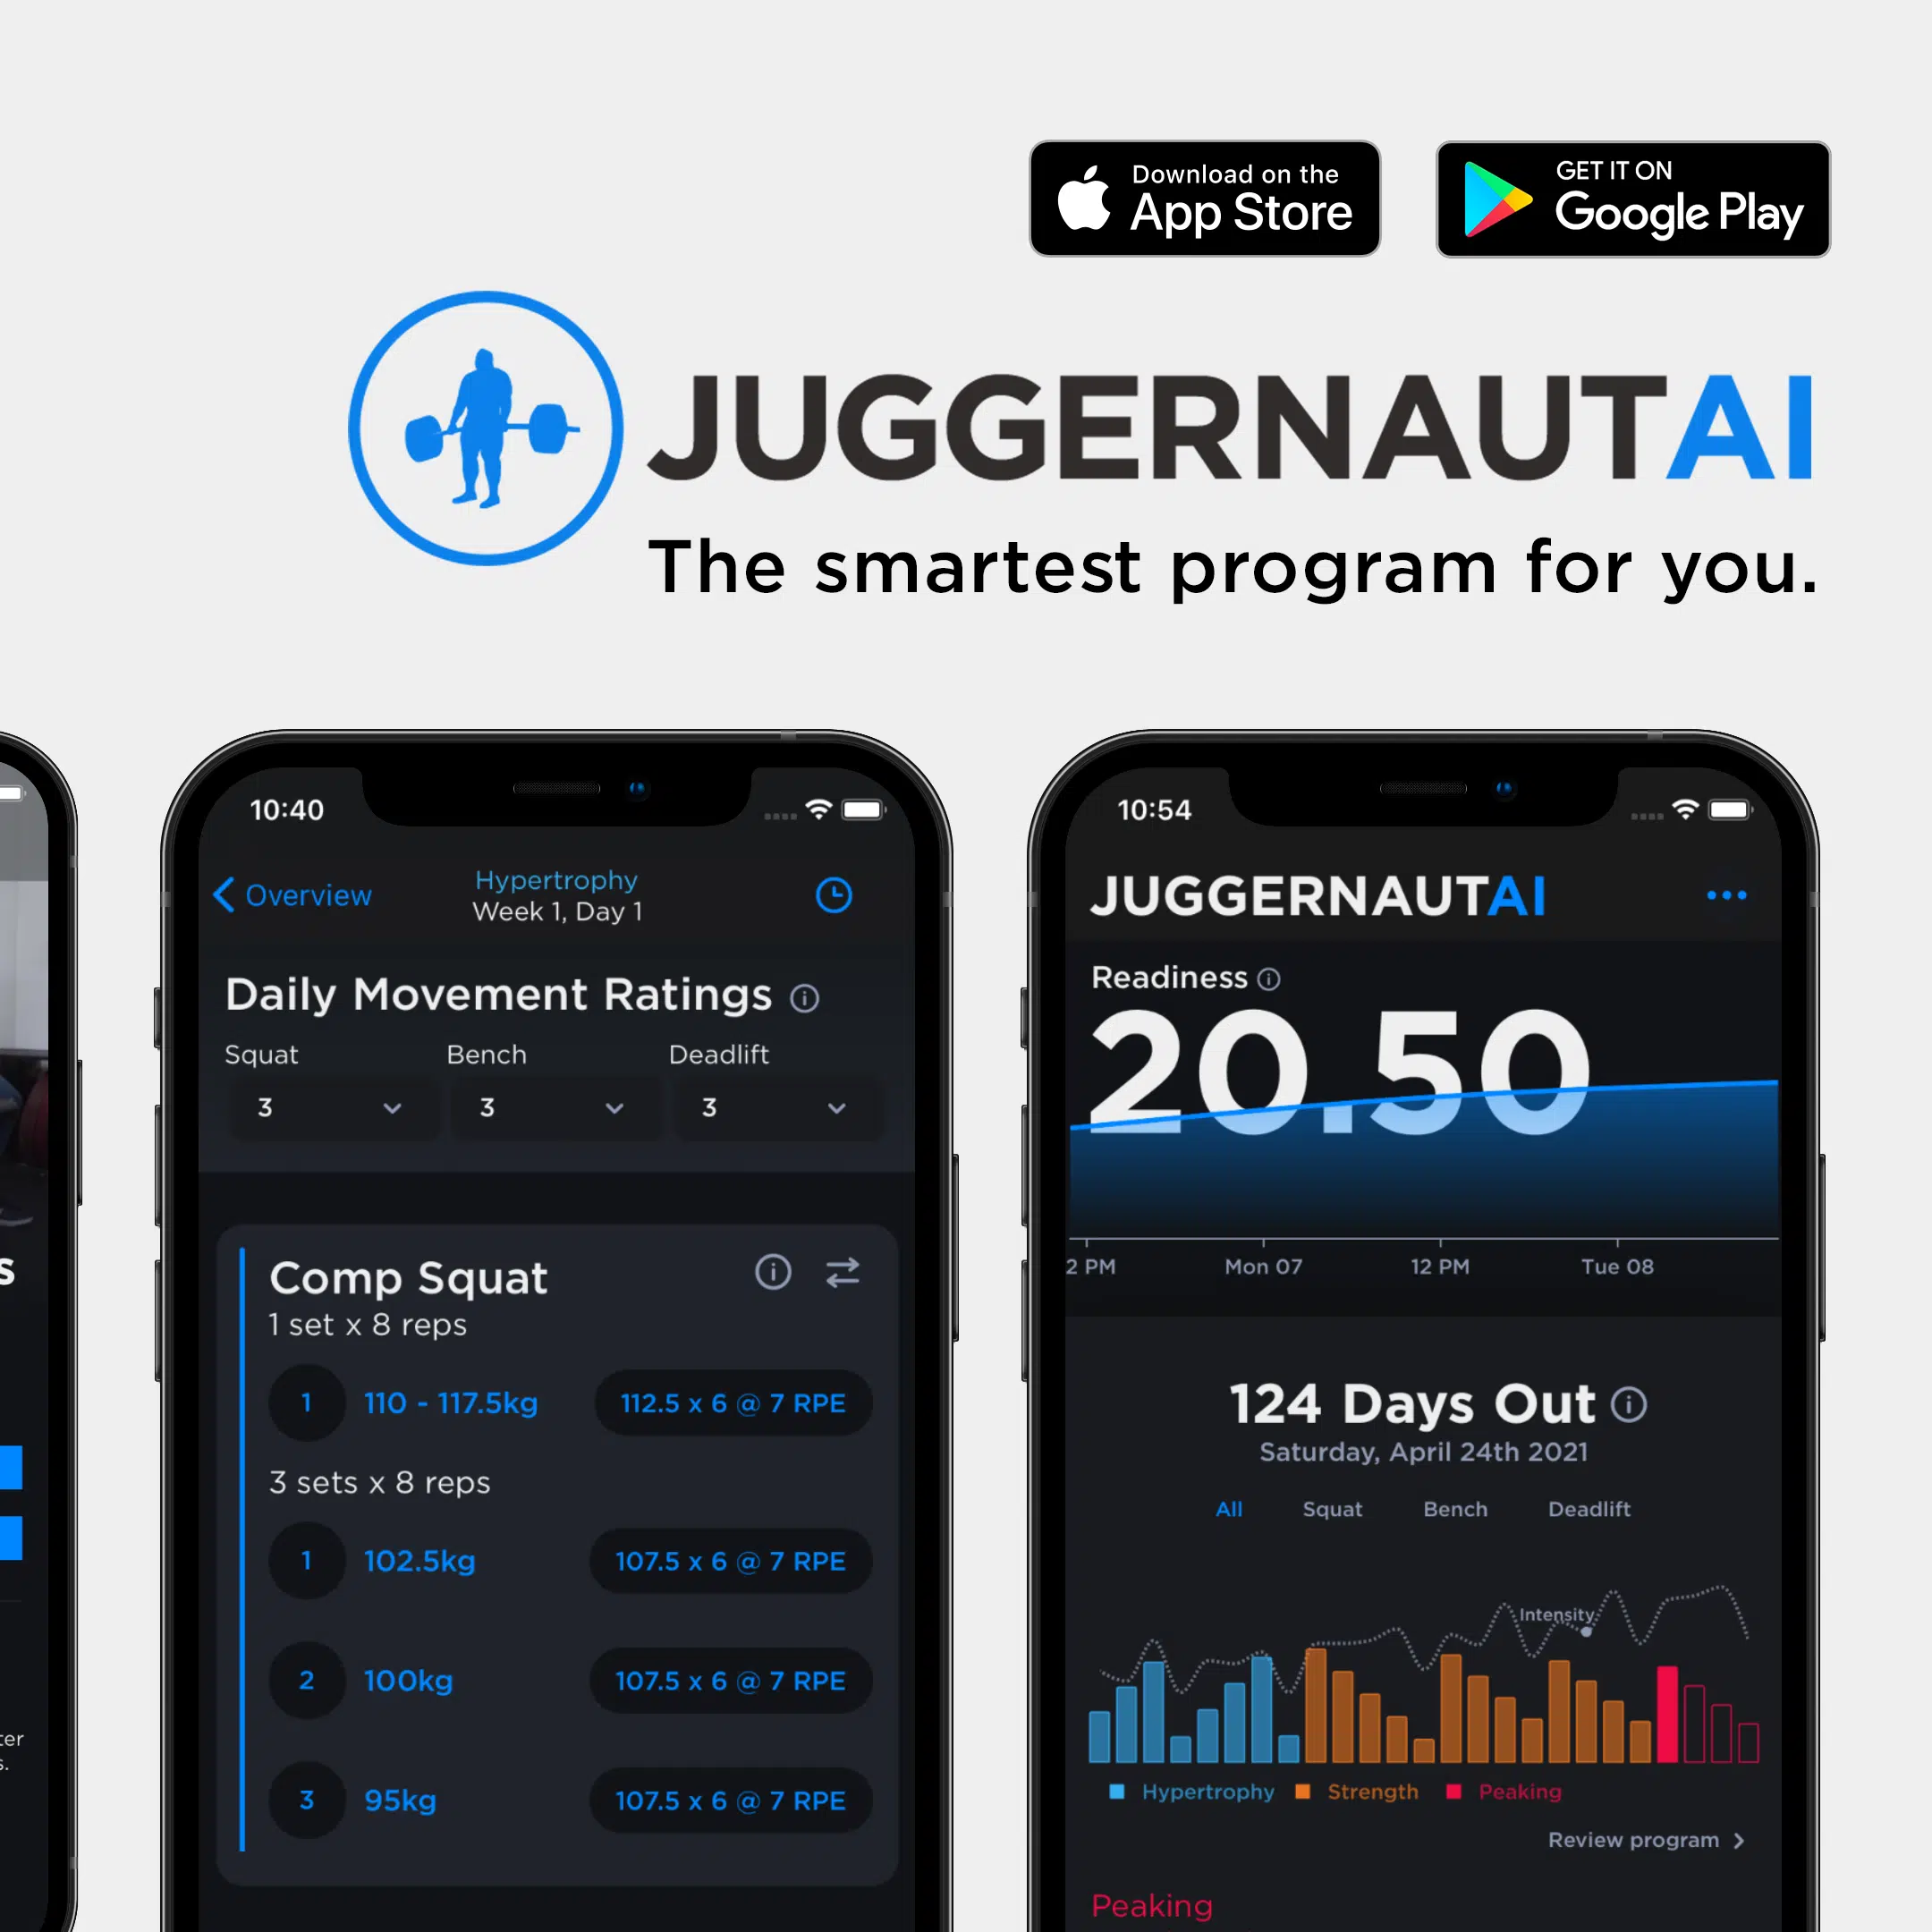 Download on the
App Store
GET IT ON
Google Play
JUGGERNAUTAI
The smartest program for you.
10:40
Overview
Hypertrophy
Week 1, Day 1
Daily Movement Ratings
Squat Bench Deadlift
3 3 3
Comp Squat
1 set x 8 reps
1 110 - 117.5kg 112.5 x 6 @ 7 RPE
3 sets x 8 reps
1 102.5kg 107.5 x 6 @ 7 RPE
2 100kg 107.5 x 6 @ 7 RPE
3 95kg 107.5 x 6 @ 7 RPE
10:54
JUGGERNAUTAI
Readiness
20.50
2 PM Mon 07 12 PM Tue 08
124 Days Out
Saturday, April 24th 2021
All Squat Bench Deadlift
Intensity
Hypertrophy Strength Peaking
Review program
Peaking